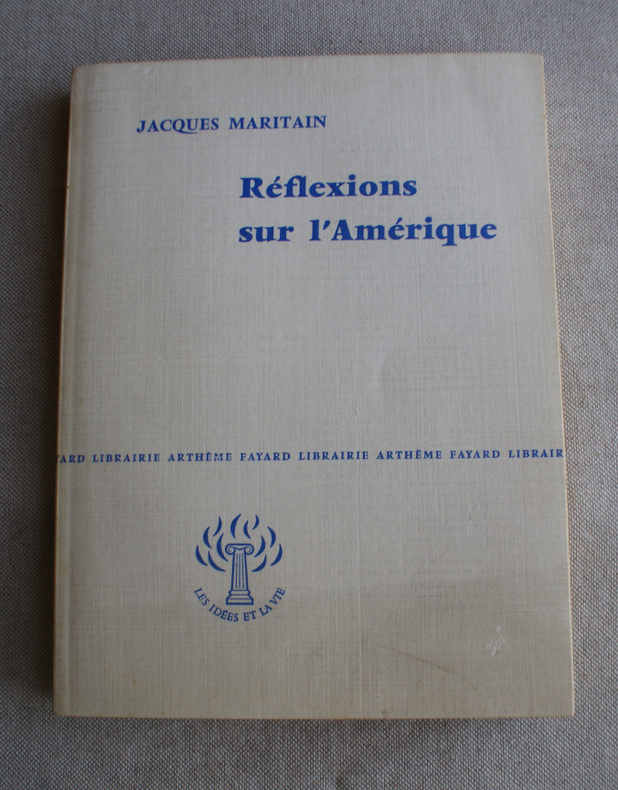 JACQUES MARITAIN
Réflexions
sur l'Amérique
YARD LIBRAIRIE ARTHÈME FAYARD LIBRAIRIE ARTHÈME FAYARD LIBRAIR
LES IDÉES ET LA VIE